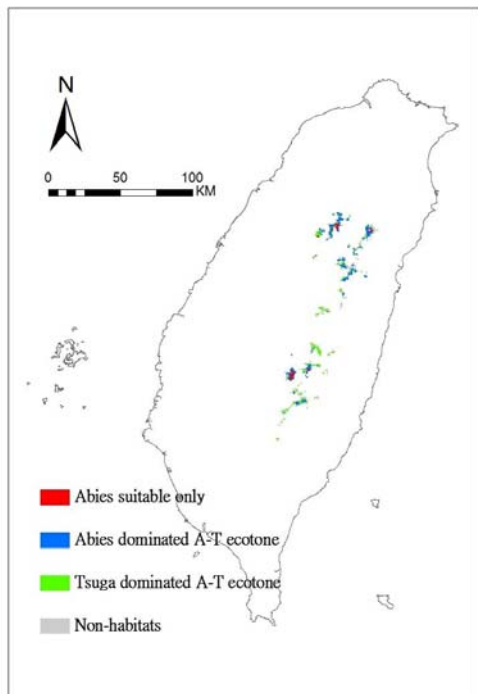 N
0 50 100
KM
Abies suitable only
Abies dominated A-T ecotone
Tsuga dominated A-T ecotone
Non-habitats